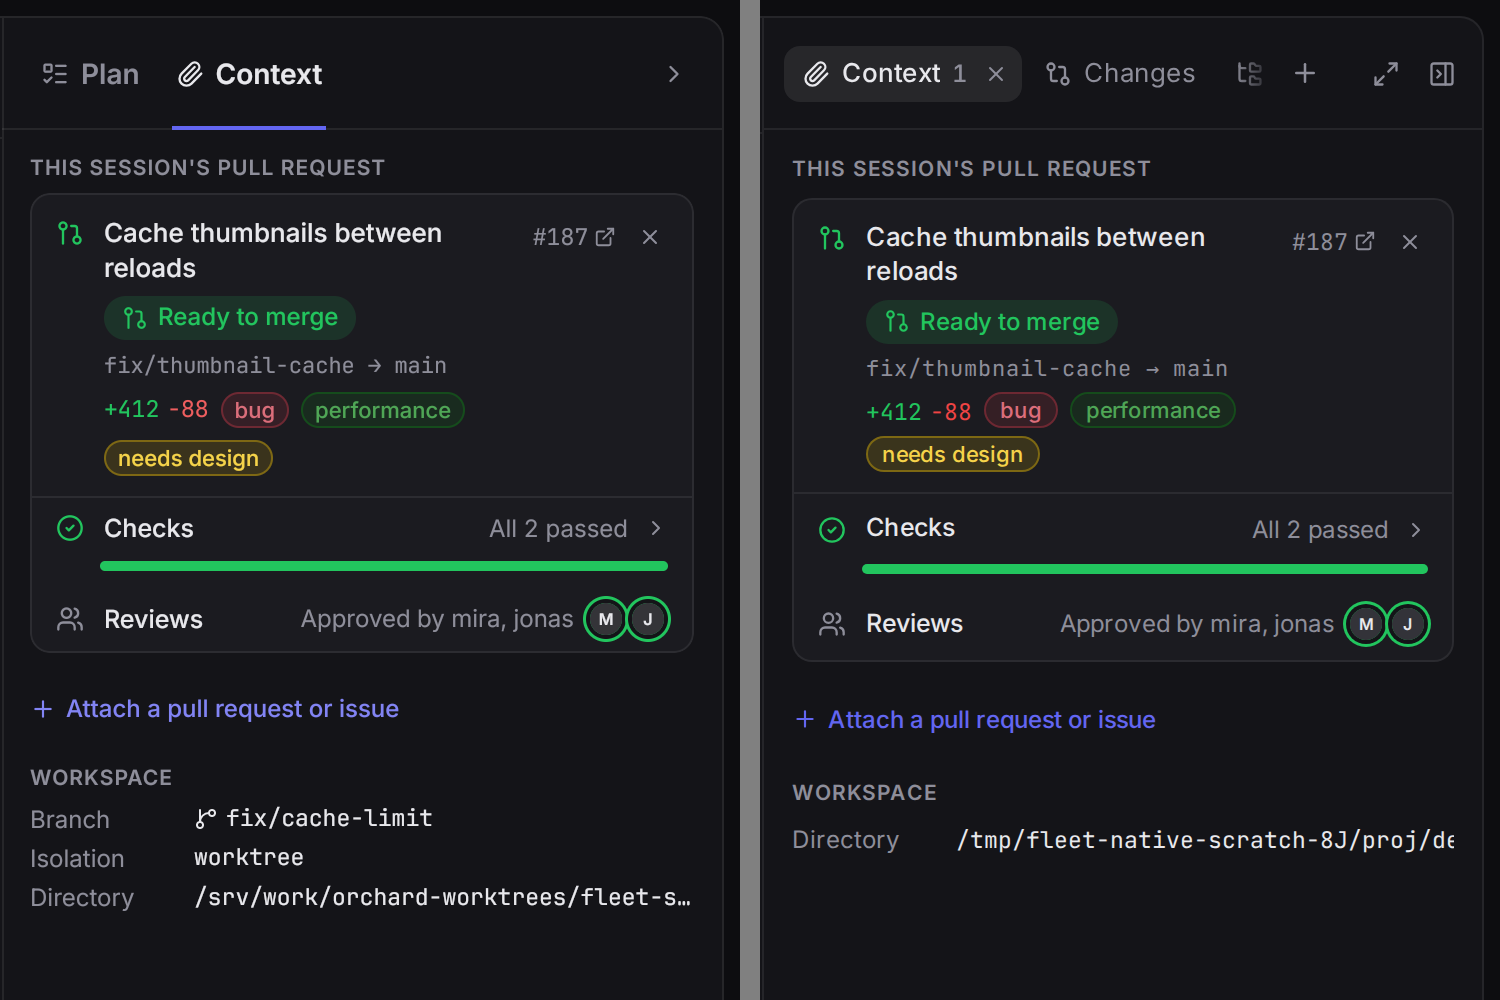 Plan Context
THIS SESSION'S PULL REQUEST
Cache thumbnails between
reloads
#187
Ready to merge
fix/thumbnail-cache → main
+412 -88 bug performance
needs design
Checks All 2 passed
Reviews Approved by mira, jonas M J
+ Attach a pull request or issue
WORKSPACE
Branch fix/cache-limit
Isolation worktree
Directory /srv/work/orchard-worktrees/fleet-s…
Context 1 Changes
THIS SESSION'S PULL REQUEST
Cache thumbnails between
reloads
#187
Ready to merge
fix/thumbnail-cache → main
+412 -88 bug performance
needs design
Checks All 2 passed
Reviews Approved by mira, jonas M J
+ Attach a pull request or issue
WORKSPACE
Directory /tmp/fleet-native-scratch-8J/proj/de